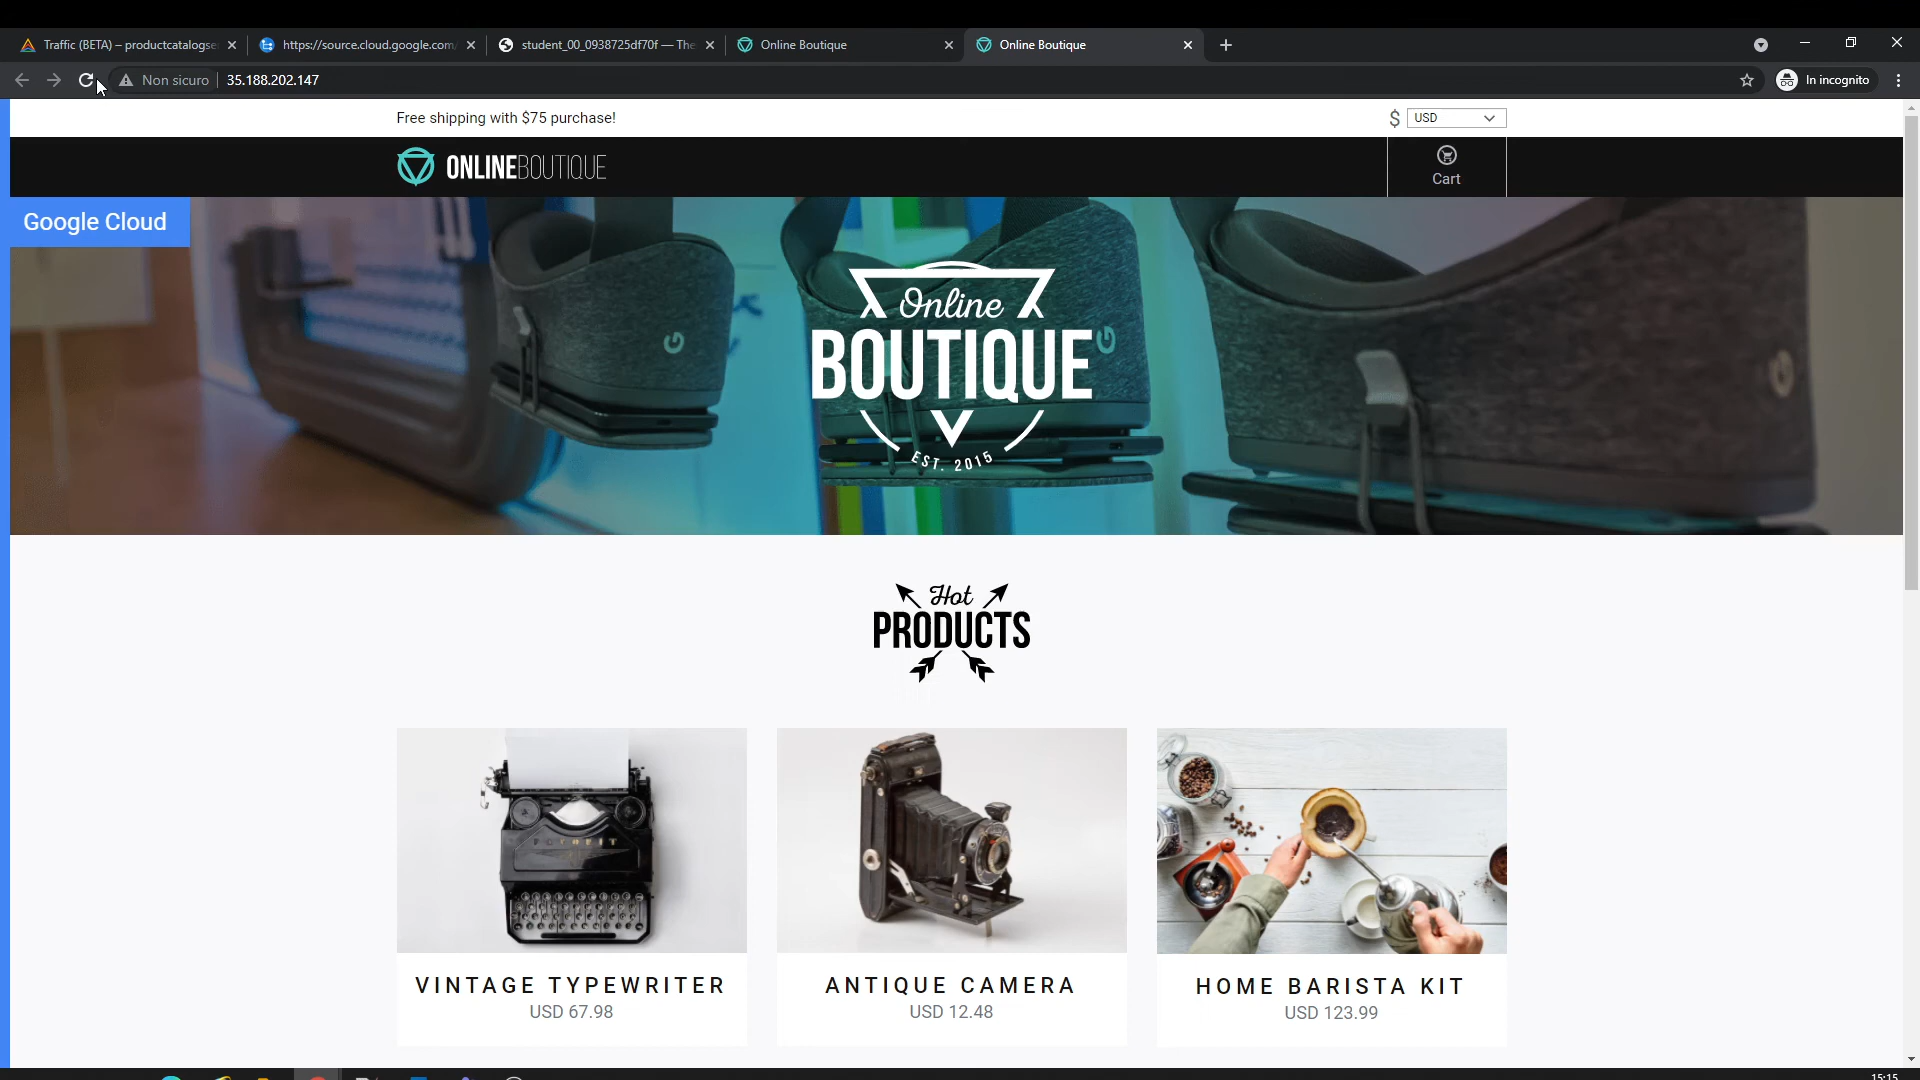 Traffic (BETA) – productcatalogse
https://source.cloud.google.com/
student_00_0938725df70f — The
Online Boutique
Online Boutique
Non sicuro
35.188.202.147
In incognito
Free shipping with $75 purchase!
$ USD
ONLINEBOUTIQUE
Cart
Google Cloud
Online
BOUTIQUE
EST. 2015
Hot
PRODUCTS
VINTAGE TYPEWRITER
USD 67.98
ANTIQUE CAMERA
USD 12.48
HOME BARISTA KIT
USD 123.99
15:15